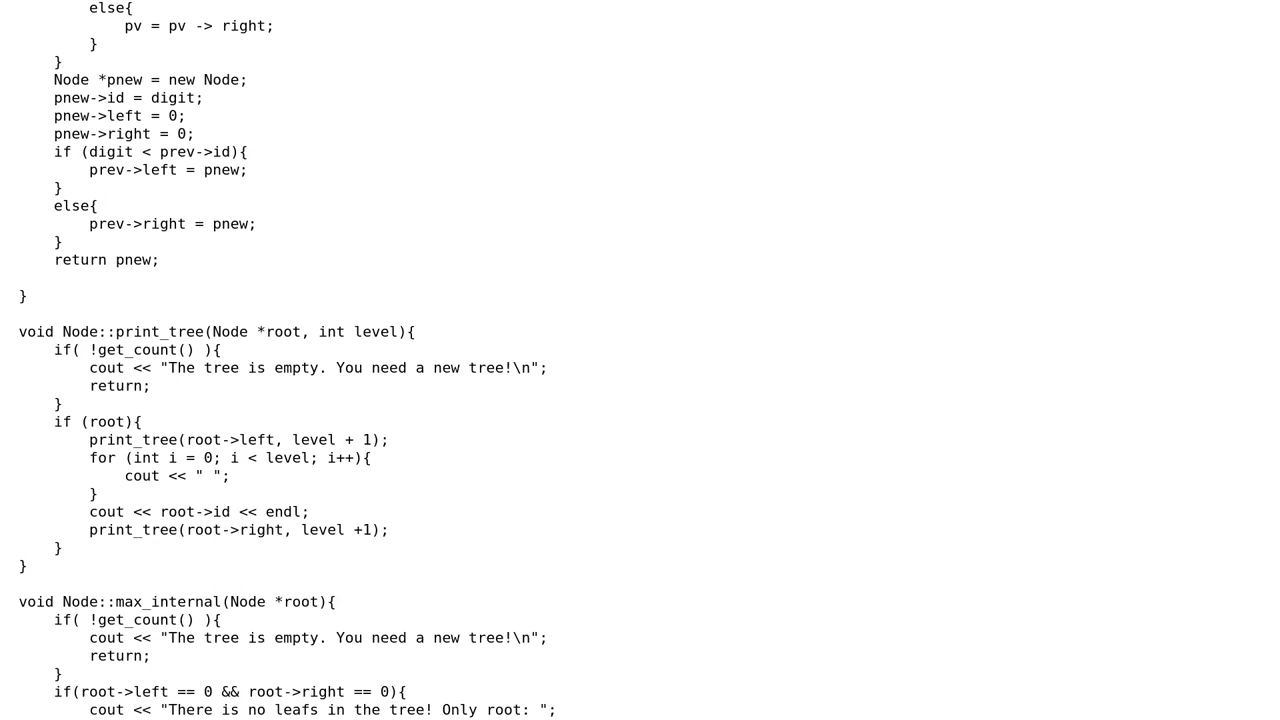 else{
            pv = pv -> right;
        }
    }
    Node *pnew = new Node;
    pnew->id = digit;
    pnew->left = 0;
    pnew->right = 0;
    if (digit < prev->id){
        prev->left = pnew;
    }
    else{
        prev->right = pnew;
    }
    return pnew;

}

void Node::print_tree(Node *root, int level){
    if( !get_count() ){
        cout << "The tree is empty. You need a new tree!\n";
        return;
    }
    if (root){
        print_tree(root->left, level + 1);
        for (int i = 0; i < level; i++){
            cout << " ";
        }
        cout << root->id << endl;
        print_tree(root->right, level +1);
    }
}

void Node::max_internal(Node *root){
    if( !get_count() ){
        cout << "The tree is empty. You need a new tree!\n";
        return;
    }
    if(root->left == 0 && root->right == 0){
        cout << "There is no leafs in the tree! Only root: ";